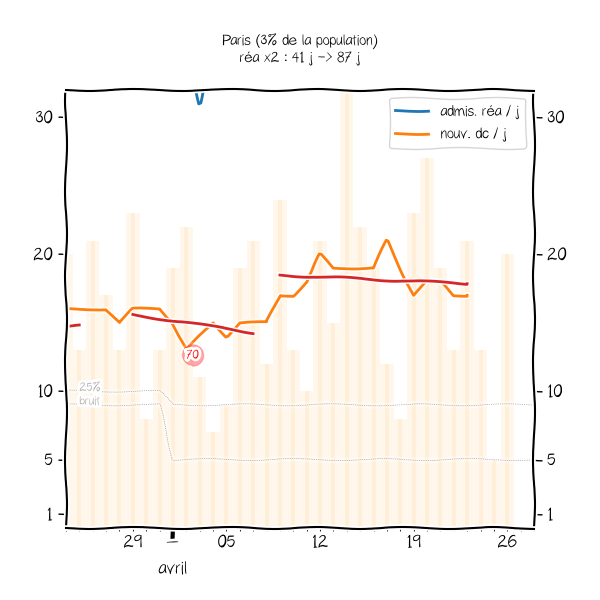 Paris (3% de la population)
réa x2 : 41 j -> 87 j
admis. réa / j
nouv. dc / j
30
30
20
20
70
25%
bruit
10
10
5
5
1
1
29
05
12
19
26
avril